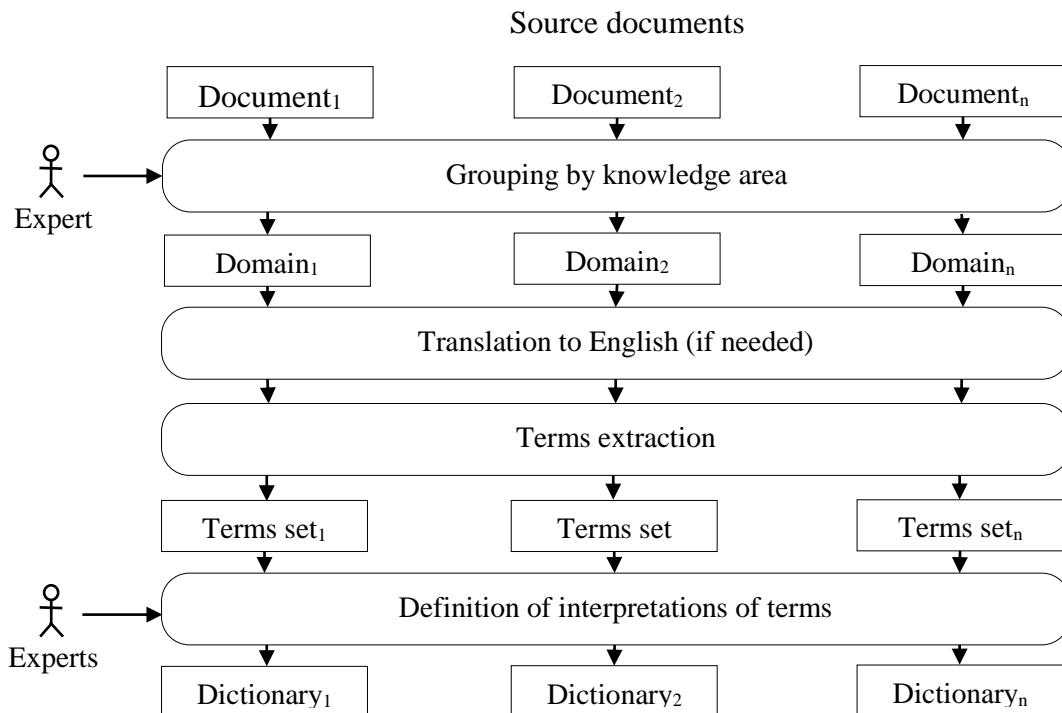 Source documents
Document₁ Document₂ Documentₙ
Grouping by knowledge area
Expert
Domain₁ Domain₂ Domainₙ
Translation to English (if needed)
Terms extraction
Terms set₁ Terms set Terms setₙ
Definition of interpretations of terms
Experts
Dictionary₁ Dictionary₂ Dictionaryₙ